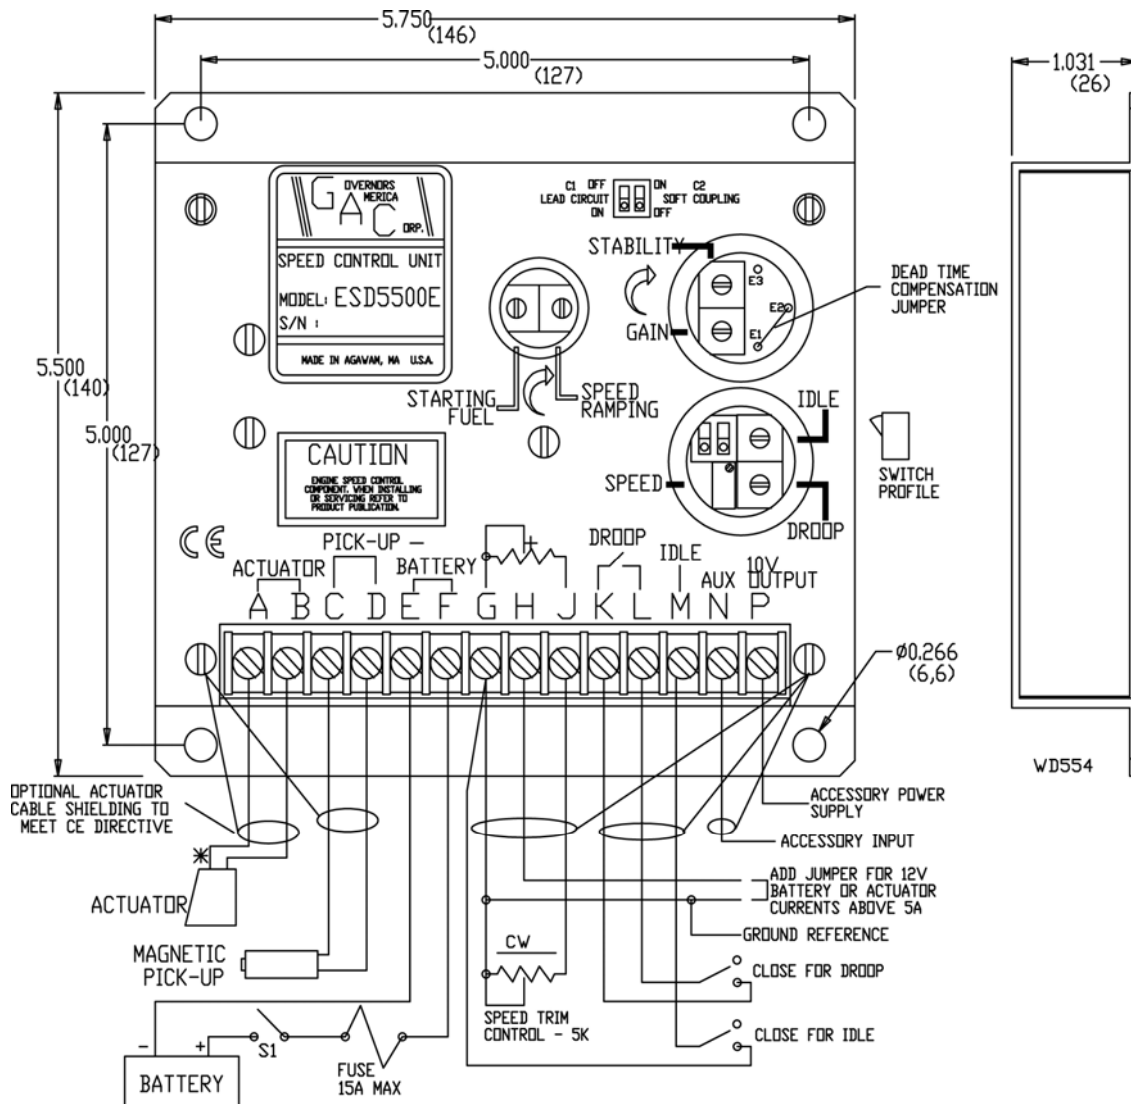 5.750
(146)
5.000
(127)
1.031
(26)
GOVERNORS
AMERICA
CORP.
SPEED CONTROL UNIT
MODEL: ESD5500E
S/N :
MADE IN AGAWAM, MA U.S.A.
C1 OFF
LEAD CIRCUIT
ON
ON C2
SOFT COUPLING
OFF
STABILITY
GAIN
E3
E2
E1
DEAD TIME
COMPENSATION
JUMPER
5.500
(140)
5.000
(127)
STARTING
FUEL
SPEED
RAMPING
IDLE
SPEED
DROOP
SWITCH
PROFILE
CAUTION
ENGINE SPEED CONTROL
COMPONENT. WHEN INSTALLING
OR SERVICING REFER TO
PRODUCT PUBLICATION.
CE
PICK-UP –
ACTUATOR
BATTERY
+
DROOP
IDLE
10V
AUX OUTPUT
A B C D E F G H J K L M N P
Ø0.266
(6,6)
WD554
OPTIONAL ACTUATOR
CABLE SHIELDING TO
MEET CE DIRECTIVE
*
ACTUATOR
MAGNETIC
PICK-UP
ACCESSORY POWER
SUPPLY
ACCESSORY INPUT
ADD JUMPER FOR 12V
BATTERY OR ACTUATOR
CURRENTS ABOVE 5A
GROUND REFERENCE
CW
SPEED TRIM
CONTROL - 5K
CLOSE FOR DROOP
CLOSE FOR IDLE
- +
BATTERY
S1
FUSE
15A MAX